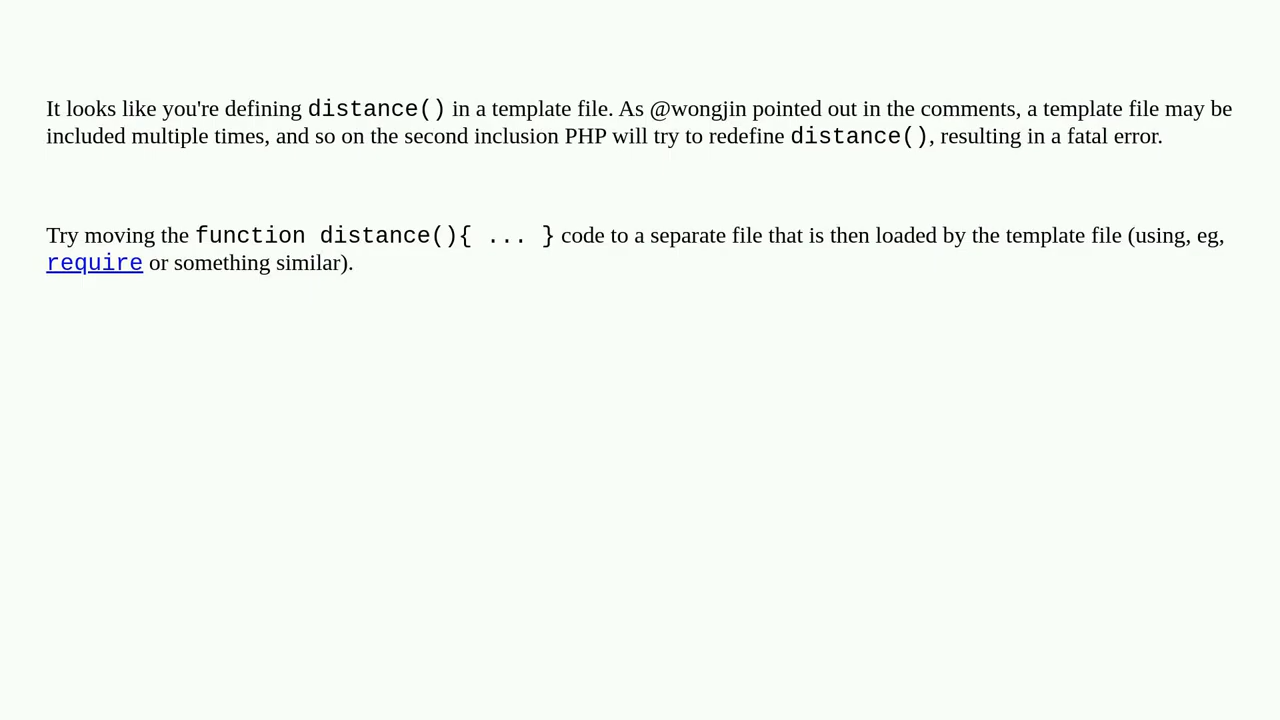 It looks like you're defining distance() in a template file. As @wongjin pointed out in the comments, a template file may be
included multiple times, and so on the second inclusion PHP will try to redefine distance(), resulting in a fatal error.
Try moving the function distance(){ ... } code to a separate file that is then loaded by the template file (using, eg,
require or something similar).